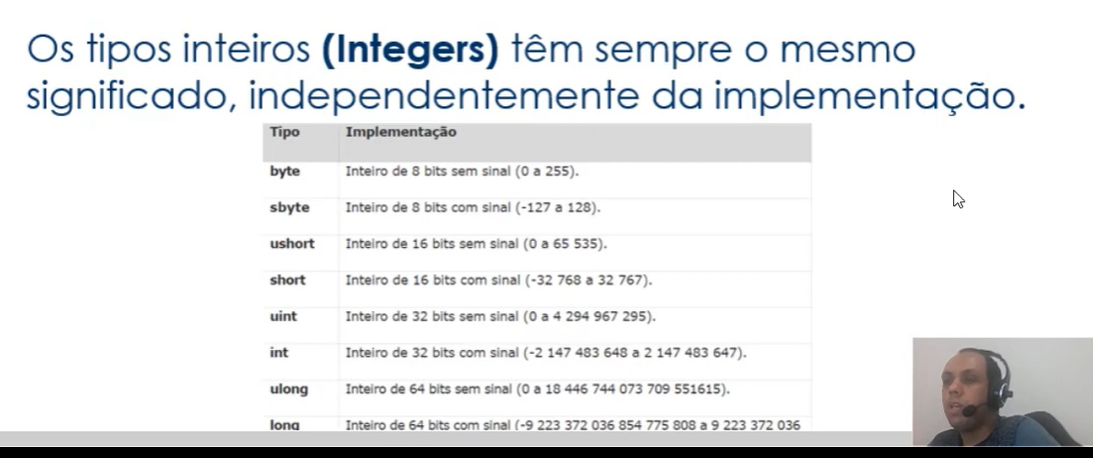 Os tipos inteiros (Integers) têm sempre o mesmo
significado, independentemente da implementação.
Tipo Implementação
byte Inteiro de 8 bits sem sinal (0 a 255).
sbyte Inteiro de 8 bits com sinal (-127 a 128).
ushort Inteiro de 16 bits sem sinal (0 a 65 535).
short Inteiro de 16 bits com sinal (-32 768 a 32 767).
uint Inteiro de 32 bits sem sinal (0 a 4 294 967 295).
int Inteiro de 32 bits com sinal (-2 147 483 648 a 2 147 483 647).
ulong Inteiro de 64 bits sem sinal (0 a 18 446 744 073 709 551615).
long Inteiro de 64 bits com sinal (-9 223 372 036 854 775 808 a 9 223 372 036